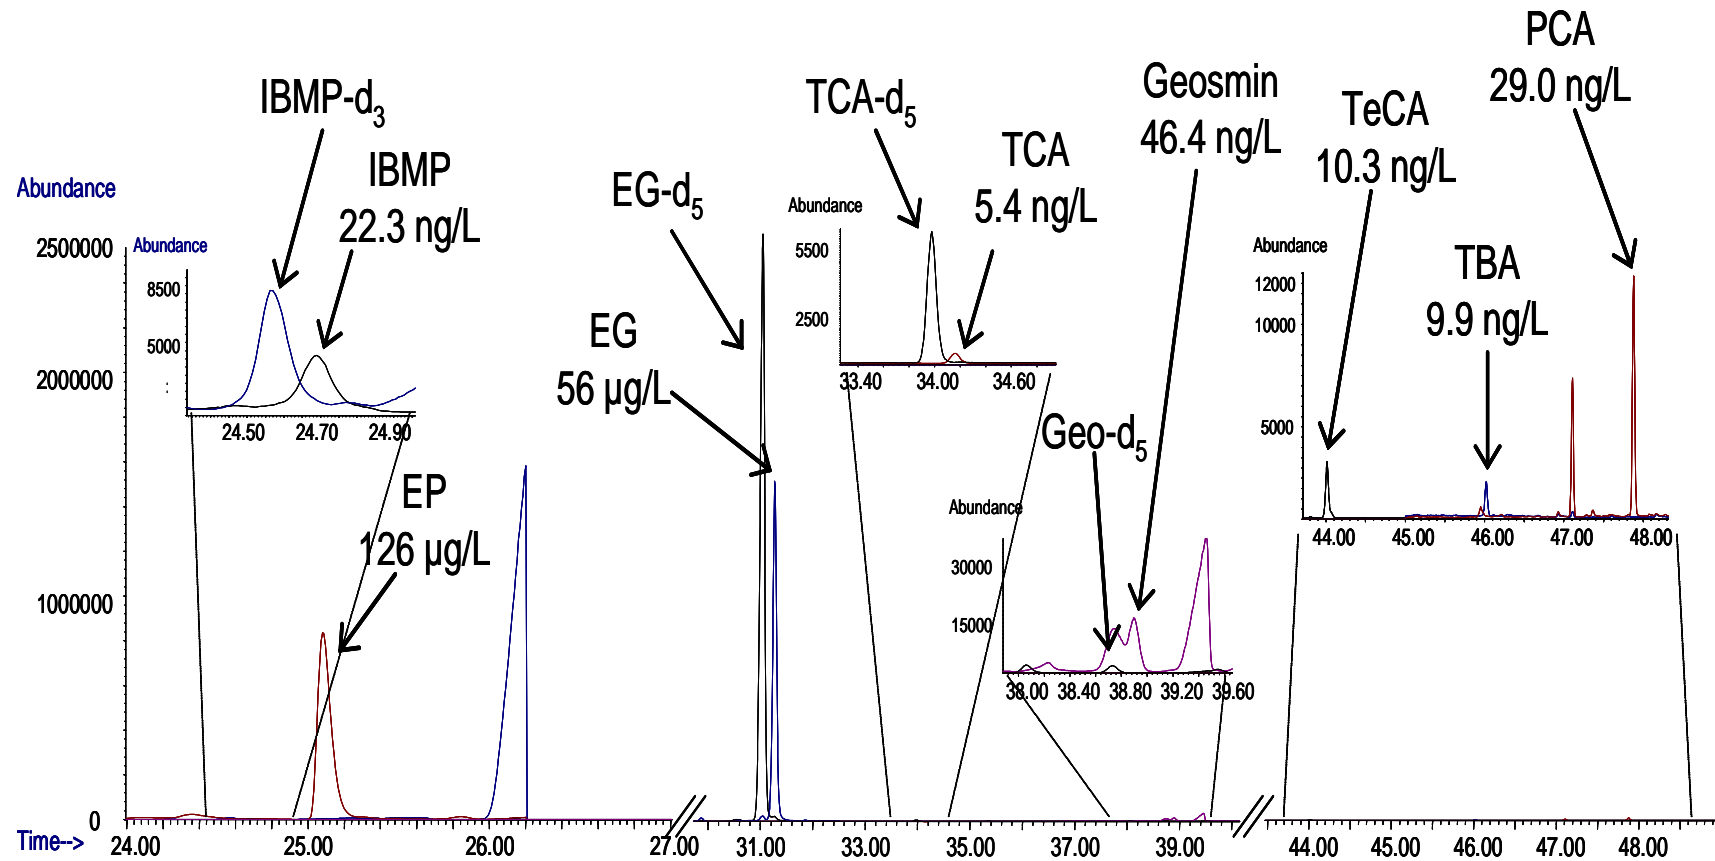 PCA
29.0 ng/L
Geosmin
46.4 ng/L
TeCA
10.3 ng/L
IBMP-d3
TCA-d5
TCA
5.4 ng/L
IBMP
22.3 ng/L
EG-d5
Abundance
Abundance
Abundance
Abundance
2500000
2000000
1000000
0
8500
5000
24.50 24.70 24.90
EG
56 µg/L
5500
2500
33.40 34.00 34.60
TBA
9.9 ng/L
12000
10000
5000
44.00 45.00 46.00 47.00 48.00
Geo-d5
EP
126 µg/L
Abundance
30000
15000
38.00 38.40 38.80 39.20 39.60
Time-->
24.00 25.00 26.00 27.00 31.00 33.00 35.00 37.00 39.00 44.00 45.00 46.00 47.00 48.00